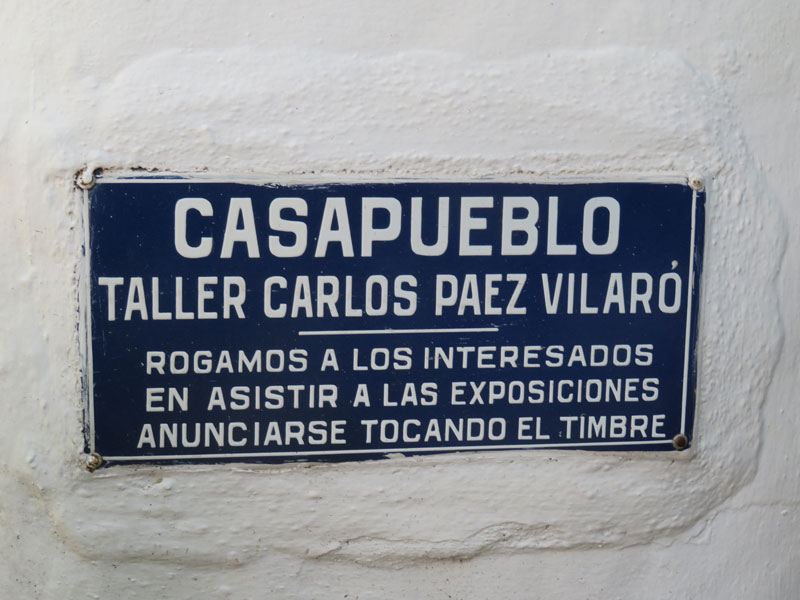 CASAPUEBLO
TALLER CARLOS PAEZ VILARÓ
ROGAMOS A LOS INTERESADOS
EN ASISTIR A LAS EXPOSICIONES
ANUNCIARSE TOCANDO EL TIMBRE